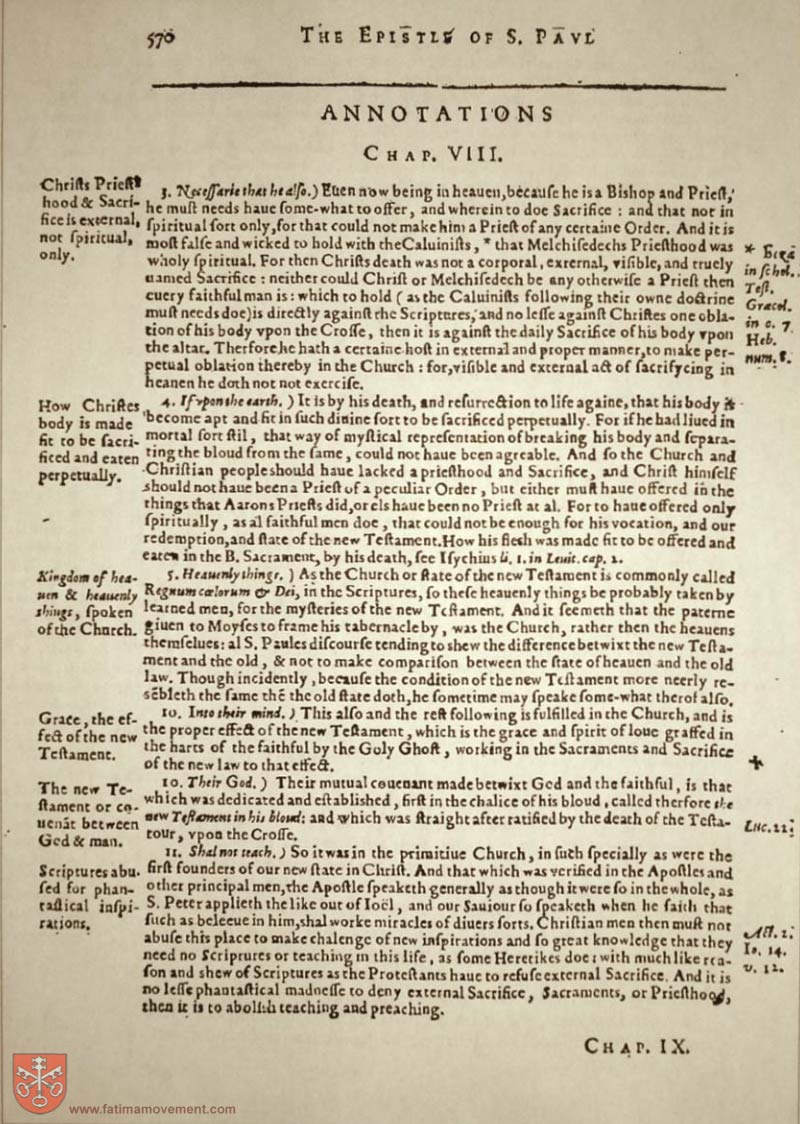 570
THE EPISTLE OF S. PAVL
ANNOTATIONS
CHAP. VIII.
Chriſts Prieſt
hood & Sacri-
fice is external,
not ſpiritual,
only.
3. Neceſſarie that he alſo.) Euen now being in heauen, becauſe he is a Bishop and Prieſt,
he muſt needs haue ſome-what to offer, and wherein to doe Sacrifice : and that not in
ſpiritual ſort only, for that could not make him a Prieſt of any certaine Order. And it is
moſt falſe and wicked to hold with the Caluiniſts, * that Melchiſedechs Prieſthood was
wholy ſpiritual. For then Chriſts death was not a corporal, external, viſible, and truely
named Sacrifice : neither could Chriſt or Melchiſedech be any otherwiſe a Prieſt then
euery faithful man is : which to hold ( as the Caluiniſts following their owne doctrine
muſt needs doe) is directly againſt the Scriptures, and no leſſe againſt Chriſtes one obla-
tion of his body vpon the Croſſe, then it is againſt the daily Sacrifice of his body vpon
the altar. Therfore he hath a certaine hoſt in external and proper manner, to make per-
petual oblation thereby in the Church : for, viſible and external act of ſacrifycing in
heauen he doth not not exerciſe.
* Beza
in ſchol.
Teſt.
Græcol.
in c. 7.
Heb.
num. 8.
How Chriſtes
body is made
fit to be ſacri-
ficed and eaten
perpetually.
4. If vpon the earth. ) It is by his death, and reſurrection to life againe, that his body is
become apt and fit in ſuch diuine ſort to be ſacrificed perpetually. For if he had liued in
mortal ſort ſtil, that way of myſtical repreſentation of breaking his body and ſepara-
ting the bloud from the ſame, could not haue been agreable. And ſo the Church and
Chriſtian people should haue lacked a prieſthood and Sacrifice, and Chriſt himſelf
should not haue been a Prieſt of a peculiar Order, but either muſt haue offered in the
things that Aarons Prieſts did, or els haue been no Prieſt at al. For to haue offered only
ſpiritually, as al faithful men doe, that could not be enough for his vocation, and our
redemption, and ſtate of the new Teſtament. How his flesh was made fit to be offered and
eaten in the B. Sacrament, by his death, ſee Iſychius li. 1. in Leuit. cap. 2.
Kingdom of hea-
uen & heauenly
things, ſpoken
of the Church.
5. Heauenly things. ) As the Church or ſtate of the new Teſtament is commonly called
Regnum cœlorum & Dei, in the Scriptures, ſo theſe heauenly things be probably taken by
learned men, for the myſteries of the new Teſtament. And it ſeemeth that the paterne
giuen to Moyſes to frame his tabernacle by, was the Church, rather then the heauens
themſelues : al S. Paules diſcourſe tending to shew the difference betwixt the new Teſta-
ment and the old, & not to make compariſon between the ſtate of heauen and the old
law. Though incidently, becauſe the condition of the new Teſtament more neerly re-
sēbleth the ſame thē the old ſtate doth, he ſometime may ſpeake ſome-what therof alſo.
Grace, the ef-
fect of the new
Teſtament.
10. Into their mind. ) This alſo and the reſt following is fulfilled in the Church, and is
the proper effect of the new Teſtament, which is the grace and ſpirit of loue graffed in
the harts of the faithful by the Goly Ghoſt, working in the Sacraments and Sacrifice
of the new law to that effect.
The new Te-
ſtament or co-
uenāt between
God & man.
10. Their God. ) Their mutual couenant made betwixt God and the faithful, is that
which was dedicated and eſtablished, firſt in the chalice of his bloud, called therfore the
new Teſtament in his bloud: and which was ſtraight after ratified by the death of the Teſta-
tour, vpon the Croſſe.
Luc. 22.
Scriptures abu.
ſed for phan-
taſtical inſpi-
rations.
11. Shal not teach. ) So it was in the primitiue Church, in ſuch ſpecially as were the
firſt founders of our new ſtate in Chriſt. And that which was verified in the Apoſtles and
other principal men, the Apoſtle ſpeaketh generally as though it were ſo in the whole, as
S. Peter applieth the like out of Ioël, and our Sauiour ſo ſpeaketh when he ſaith that
ſuch as beleeue in him, shal worke miracles of diuers ſorts. Chriſtian men then muſt not
abuſe this place to make chalenge of new inſpirations and ſo great knowledge that they
need no Scriptures or teaching in this life, as ſome Heretikes doe : with much like rea-
ſon and shew of Scriptures as the Proteſtants haue to refuſe external Sacrifice. And it is
no leſſe phantaſtical madneſſe to deny external Sacrifice, Sacraments, or Prieſthood,
then it is to abolish teaching and preaching.
Act. 2.
Io. 14.
v. 12.
CHAP. IX.
www.fatimamovement.com